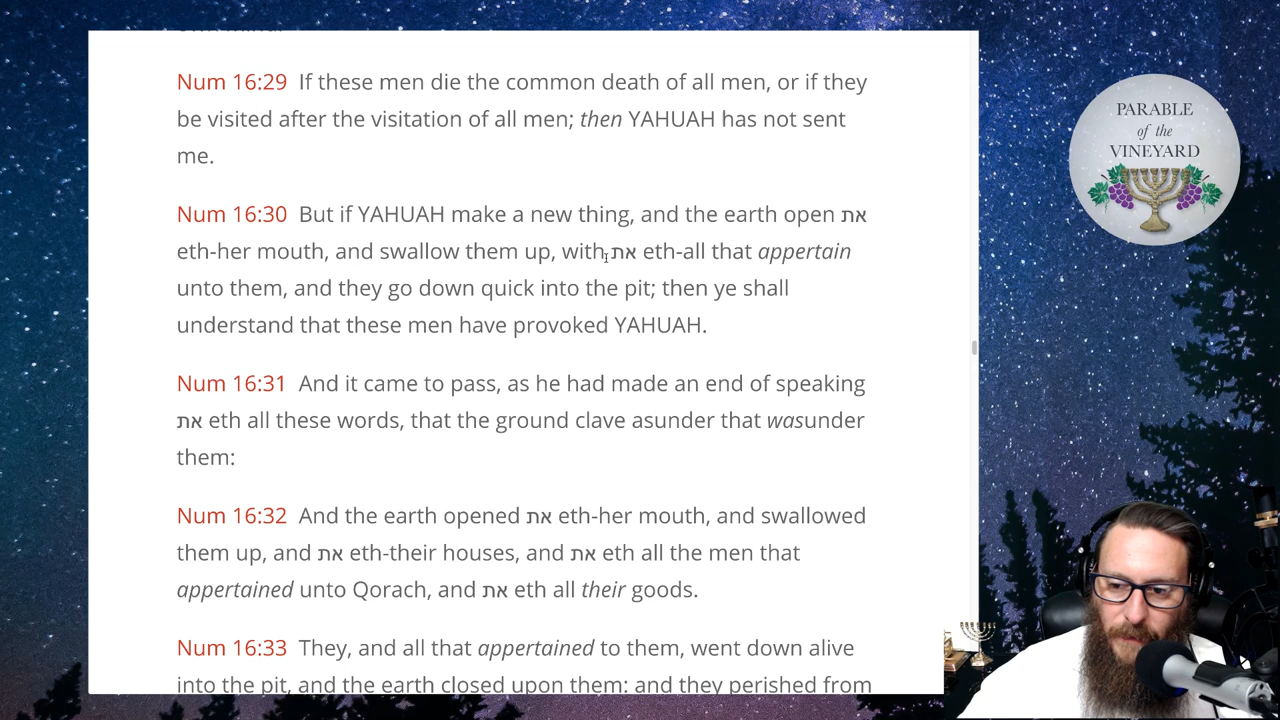 Num 16:29 If these men die the common death of all men, or if they
be visited after the visitation of all men; then YAHUAH has not sent
me.
Num 16:30 But if YAHUAH make a new thing, and the earth open את
eth-her mouth, and swallow them up, with את eth-all that appertain
unto them, and they go down quick into the pit; then ye shall
understand that these men have provoked YAHUAH.
Num 16:31 And it came to pass, as he had made an end of speaking
את eth all these words, that the ground clave asunder that wasunder
them:
Num 16:32 And the earth opened את eth-her mouth, and swallowed
them up, and את eth-their houses, and את eth all the men that
appertained unto Qorach, and את eth all their goods.
Num 16:33 They, and all that appertained to them, went down alive
into the pit, and the earth closed upon them: and they perished from
PARABLE
of the
VINEYARD